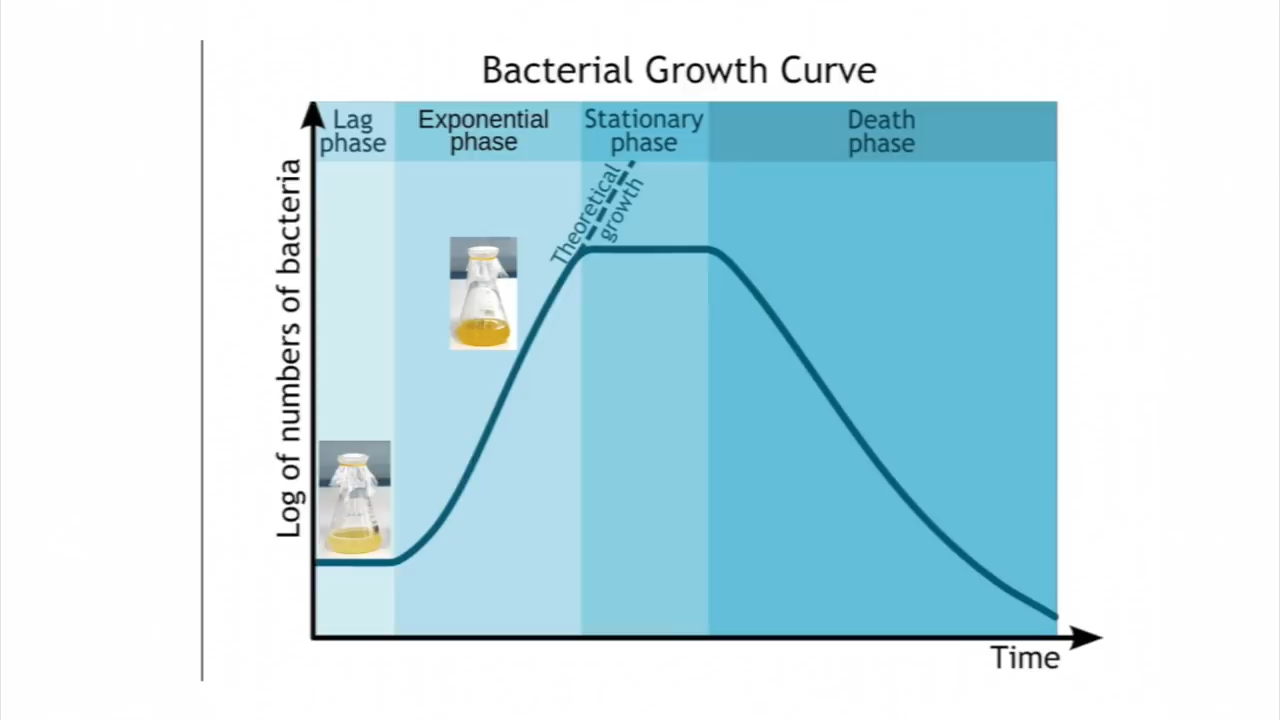 Bacterial Growth Curve
Lag
phase
Exponential
phase
Stationary
phase
Death
phase
Theoretical
growth
Log of numbers of bacteria
Time